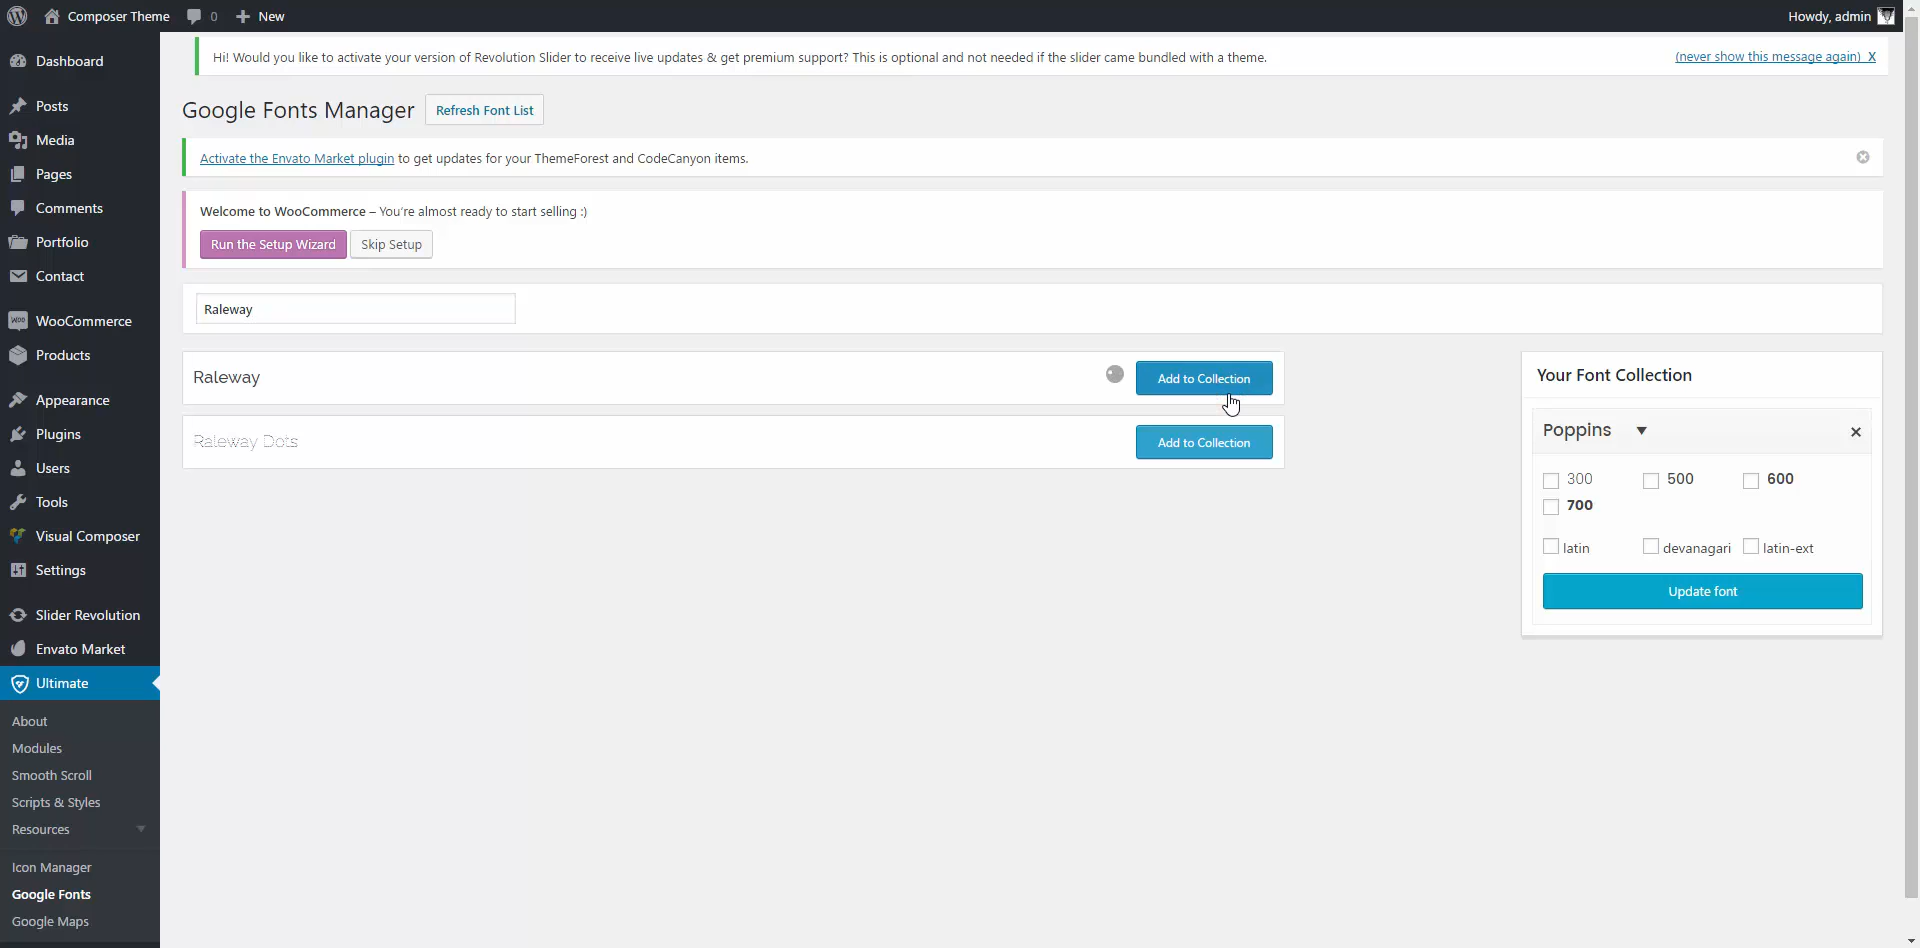 Composer Theme
0
New
Howdy, admin
Dashboard
Posts
Media
Pages
Comments
Portfolio
Contact
WooCommerce
Products
Appearance
Plugins
Users
Tools
Visual Composer
Settings
Slider Revolution
Envato Market
Ultimate
About
Modules
Smooth Scroll
Scripts & Styles
Resources
Icon Manager
Google Fonts
Google Maps
Hi! Would you like to activate your version of Revolution Slider to receive live updates & get premium support? This is optional and not needed if the slider came bundled with a theme.
(never show this message again) X
Google Fonts Manager
Refresh Font List
Activate the Envato Market plugin to get updates for your ThemeForest and CodeCanyon items.
Welcome to WooCommerce – You're almost ready to start selling :)
Run the Setup Wizard
Skip Setup
Raleway
Raleway
Add to Collection
Raleway Dots
Add to Collection
Your Font Collection
Poppins
300 500 600
700
latin devanagari latin-ext
Update font